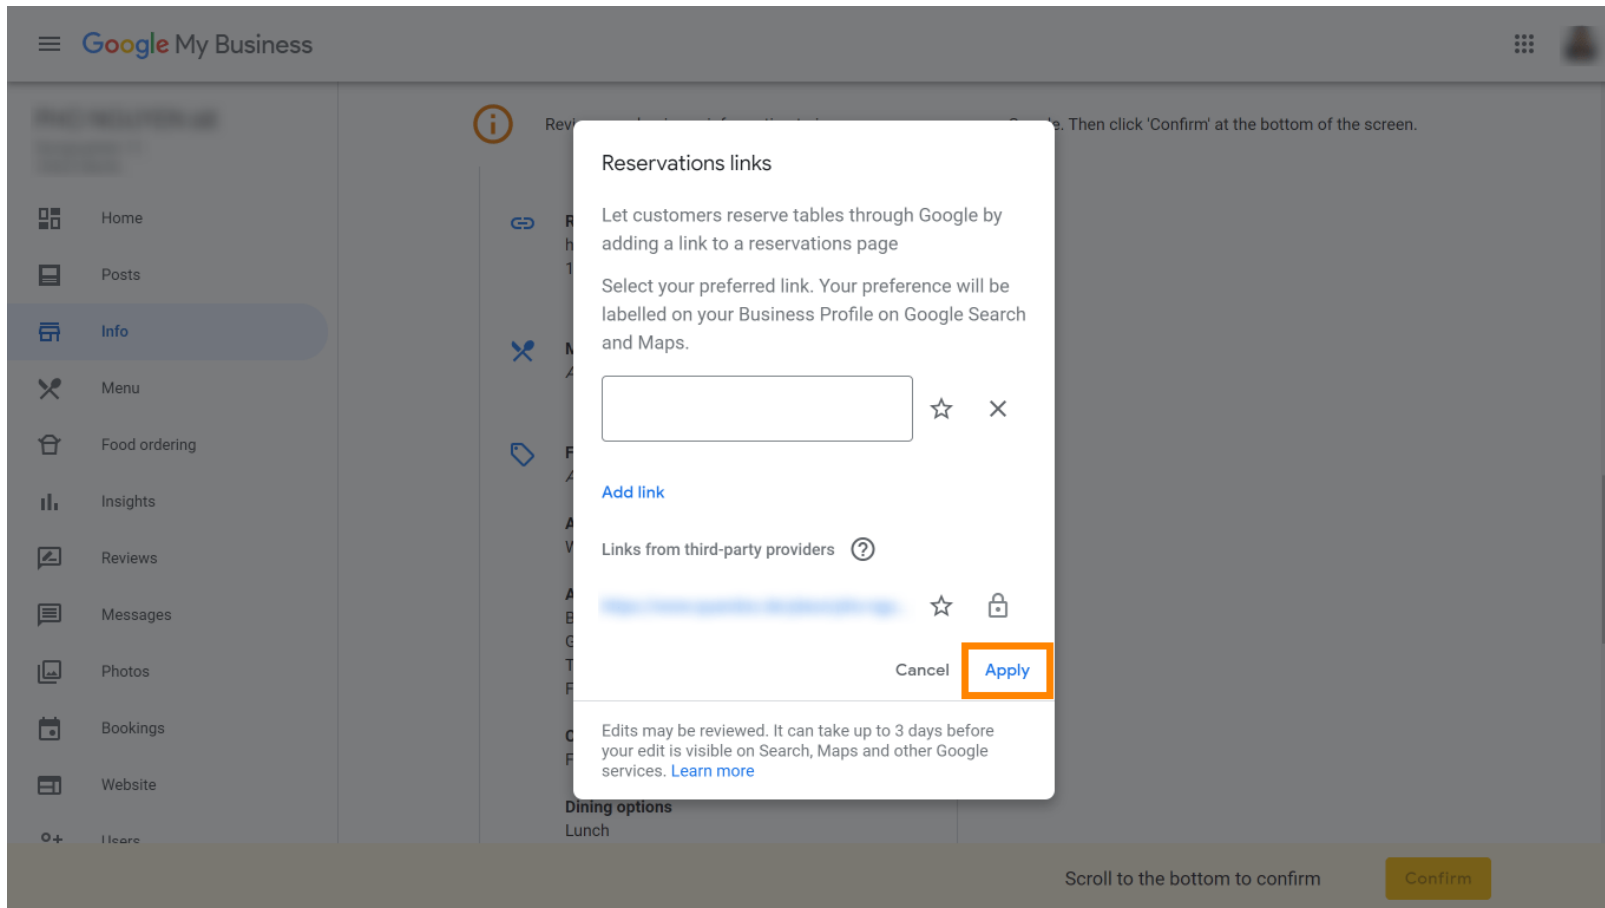 Google My Business
Home
Posts
Info
Menu
Food ordering
Insights
Reviews
Messages
Photos
Bookings
Website
Users
Then click 'Confirm' at the bottom of the screen.
Reservations links
Let customers reserve tables through Google by
adding a link to a reservations page
Select your preferred link. Your preference will be
labelled on your Business Profile on Google Search
and Maps.
Add link
Links from third-party providers
Cancel
Apply
Edits may be reviewed. It can take up to 3 days before
your edit is visible on Search, Maps and other Google
services. Learn more
Dining options
Lunch
Scroll to the bottom to confirm
Confirm